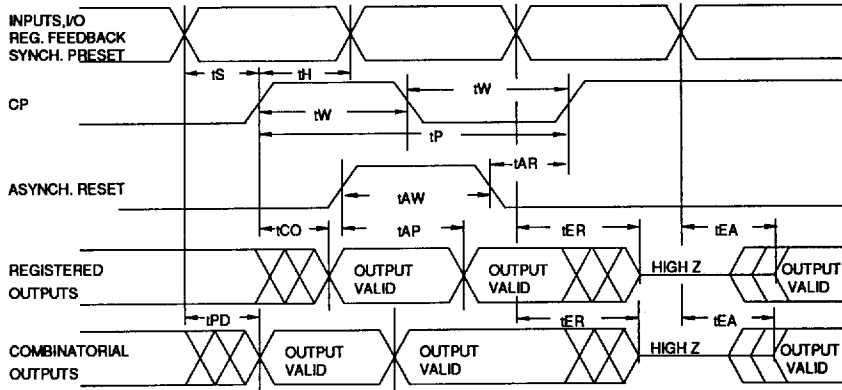 INPUTS,I/O
REG. FEEDBACK
SYNCH. PRESET
tS
tH
CP
tW
tW
tP
tAR
ASYNCH. RESET
tAW
tCO
tAP
tER
tEA
REGISTERED
OUTPUTS
OUTPUT
VALID
OUTPUT
VALID
HIGH Z
OUTPUT
VALID
tPD
tER
tEA
COMBINATORIAL
OUTPUTS
OUTPUT
VALID
OUTPUT
VALID
HIGH Z
OUTPUT
VALID